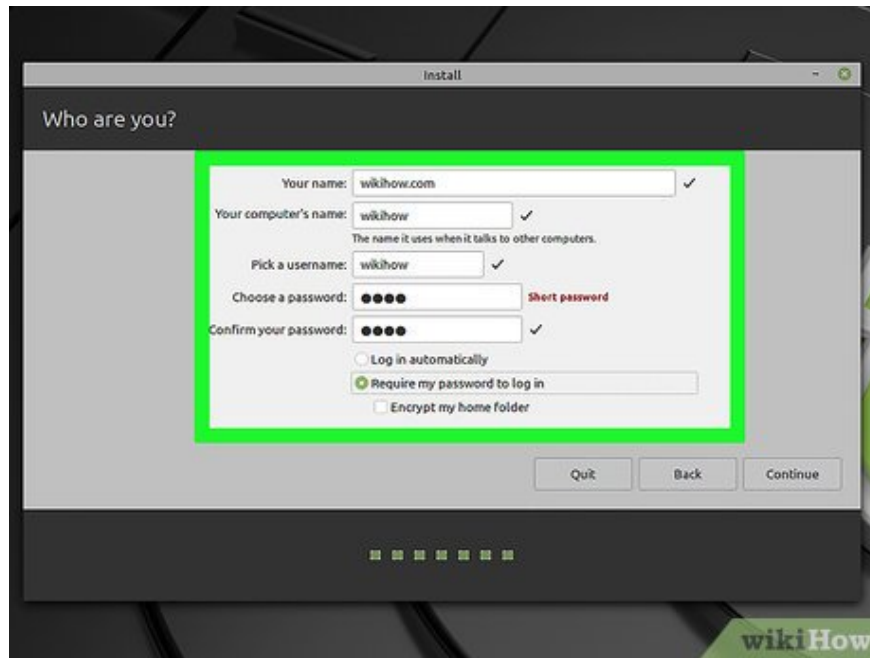 Install
Who are you?
Your name: wikihow.com
Your computer's name: wikihow
The name it uses when it talks to other computers.
Pick a username: wikihow
Choose a password: ●●●● Short password
Confirm your password: ●●●●
Log in automatically
Require my password to log in
Encrypt my home folder
Quit Back Continue
wikiHow